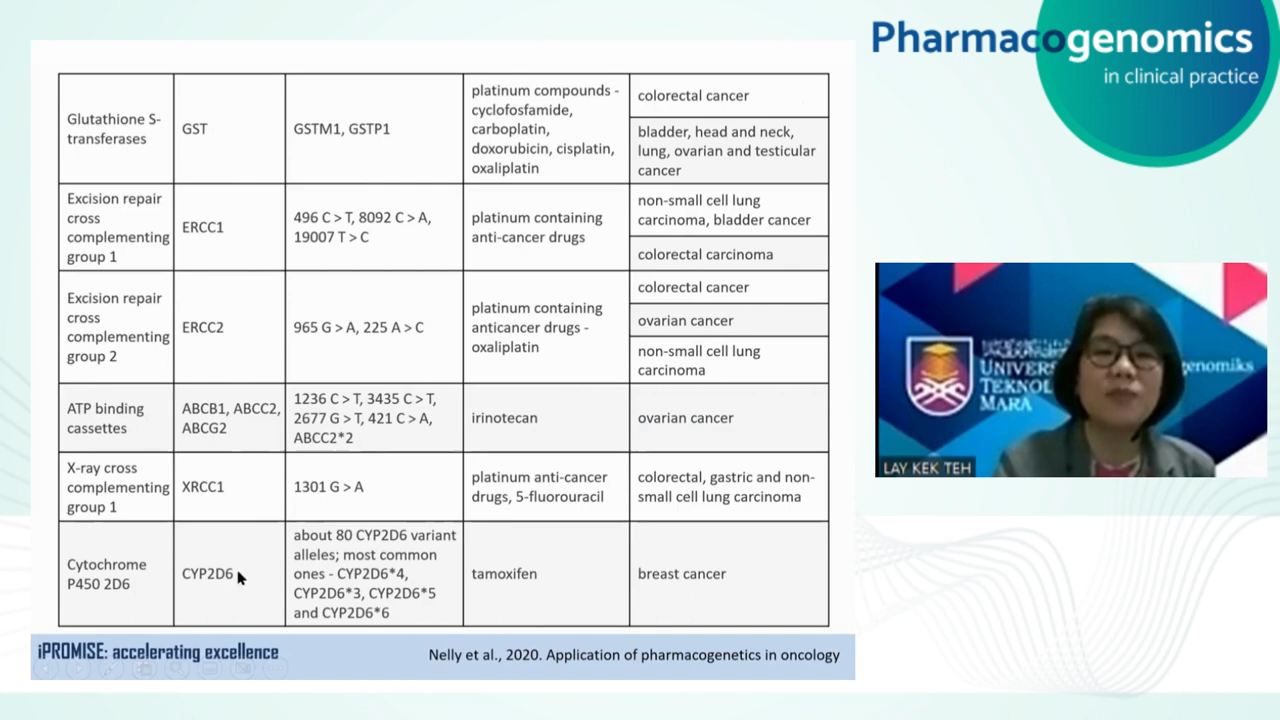 Pharmacogenomics
in clinical practice
Glutathione S-
transferases
GST
GSTM1, GSTP1
platinum compounds -
cyclofosfamide,
carboplatin,
doxorubicin, cisplatin,
oxaliplatin
colorectal cancer
bladder, head and neck,
lung, ovarian and testicular
cancer
Excision repair
cross
complementing
group 1
ERCC1
496 C > T, 8092 C > A,
19007 T > C
platinum containing
anti-cancer drugs
non-small cell lung
carcinoma, bladder cancer
colorectal carcinoma
Excision repair
cross
complementing
group 2
ERCC2
965 G > A, 225 A > C
platinum containing
anticancer drugs -
oxaliplatin
colorectal cancer
ovarian cancer
non-small cell lung
carcinoma
ATP binding
cassettes
ABCB1, ABCC2,
ABCG2
1236 C > T, 3435 C > T,
2677 G > T, 421 C > A,
ABCC2*2
irinotecan
ovarian cancer
X-ray cross
complementing
group 1
XRCC1
1301 G > A
platinum anti-cancer
drugs, 5-fluorouracil
colorectal, gastric and non-
small cell lung carcinoma
Cytochrome
P450 2D6
CYP2D6
about 80 CYP2D6 variant
alleles; most common
ones - CYP2D6*4,
CYP2D6*3, CYP2D6*5
and CYP2D6*6
tamoxifen
breast cancer
iPROMISE: accelerating excellence
Nelly et al., 2020. Application of pharmacogenetics in oncology
UNIVERS
TEKNOL
MARA
genomiks
LAY KEK TEH